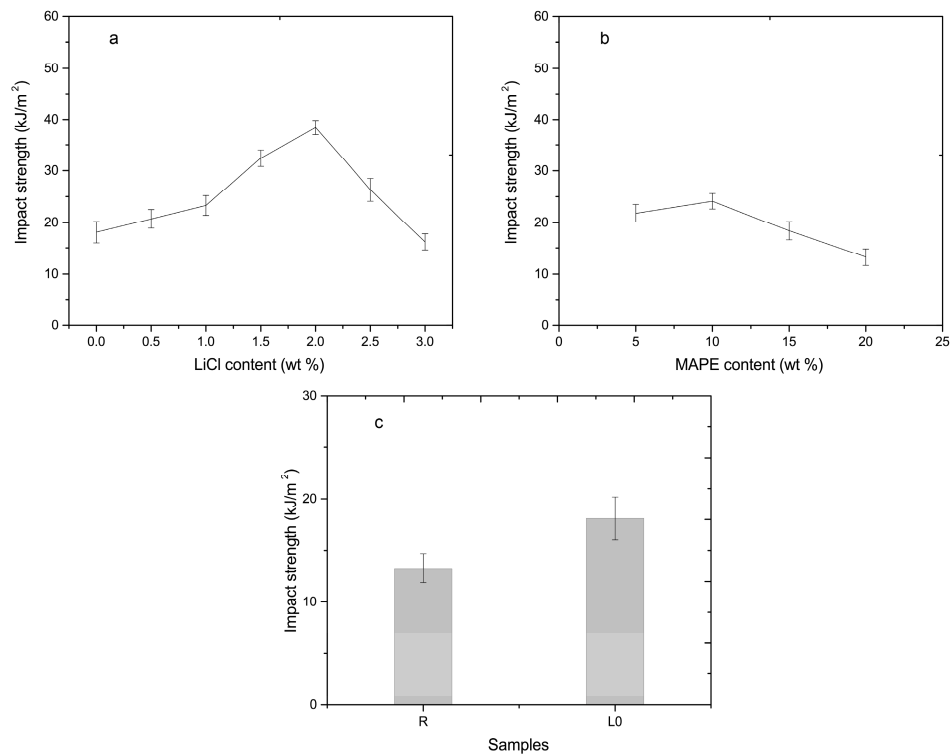 a
Impact strength (kJ/m²)
60
50
40
30
20
10
0
0.0 0.5 1.0 1.5 2.0 2.5 3.0
LiCl content (wt %)
b
Impact strength (kJ/m²)
60
50
40
30
20
10
0
0 5 10 15 20 25
MAPE content (wt %)
c
Impact strength (kJ/m²)
30
20
10
0
R L0
Samples